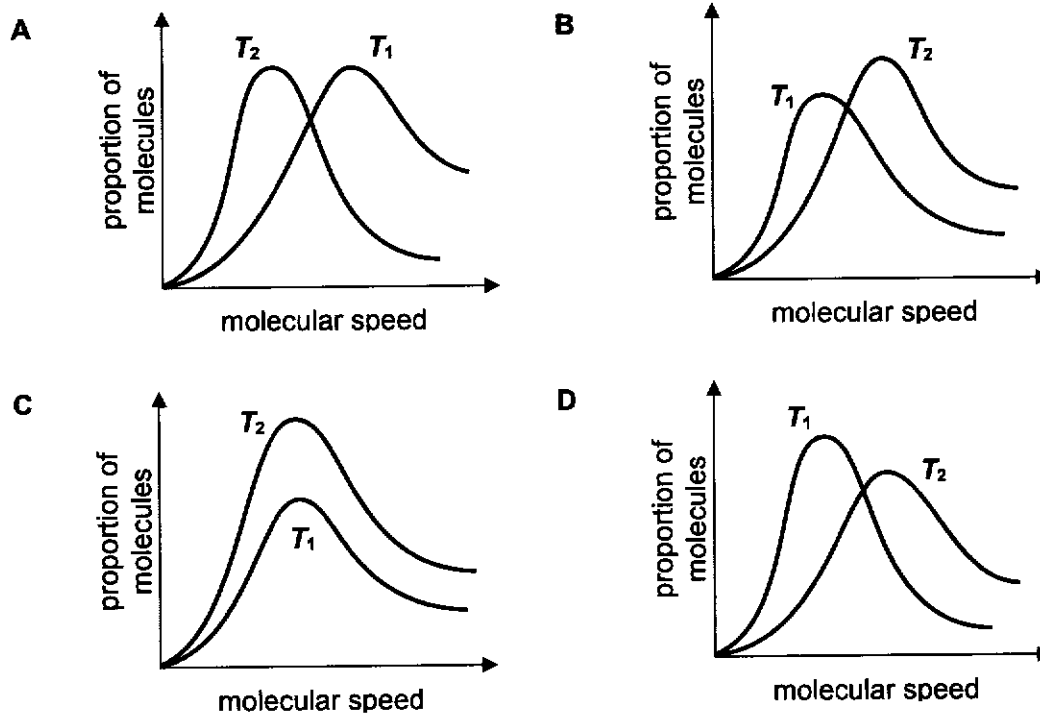 A
T₂
T₁
proportion of
molecules
molecular speed
B
T₁
T₂
proportion of
molecules
molecular speed
C
T₂
T₁
proportion of
molecules
molecular speed
D
T₁
T₂
proportion of
molecules
molecular speed